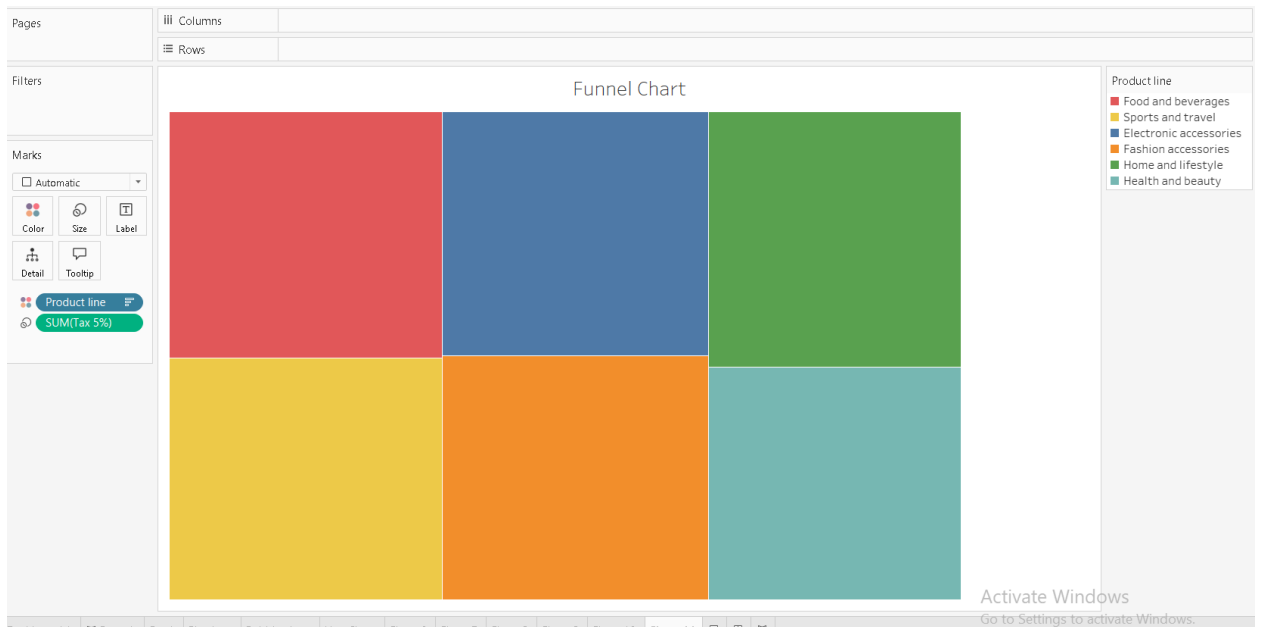 Pages
Columns
Rows
Filters
Marks
Automatic
Color
Size
Label
Detail
Tooltip
Product line
SUM(Tax 5%)
Funnel Chart
Product line
Food and beverages
Sports and travel
Electronic accessories
Fashion accessories
Home and lifestyle
Health and beauty
Activate Windows
Go to Settings to activate Windows.